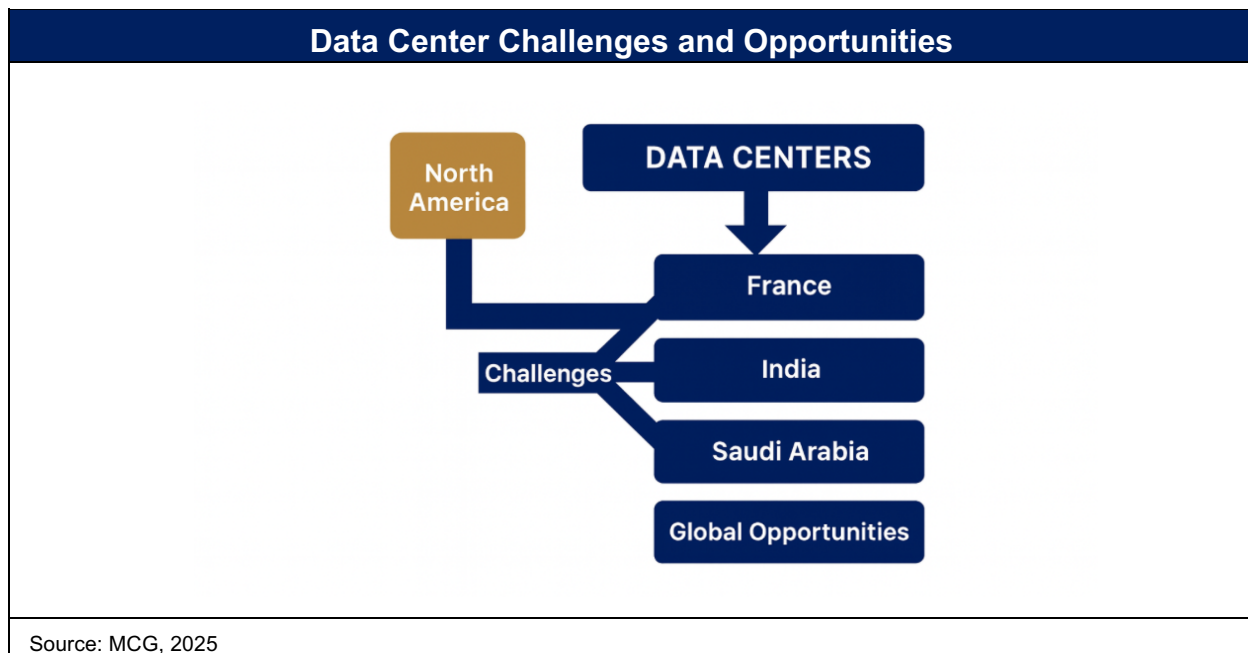 Data Center Challenges and Opportunities
North
America
DATA CENTERS
France
Challenges
India
Saudi Arabia
Global Opportunities
Source: MCG, 2025